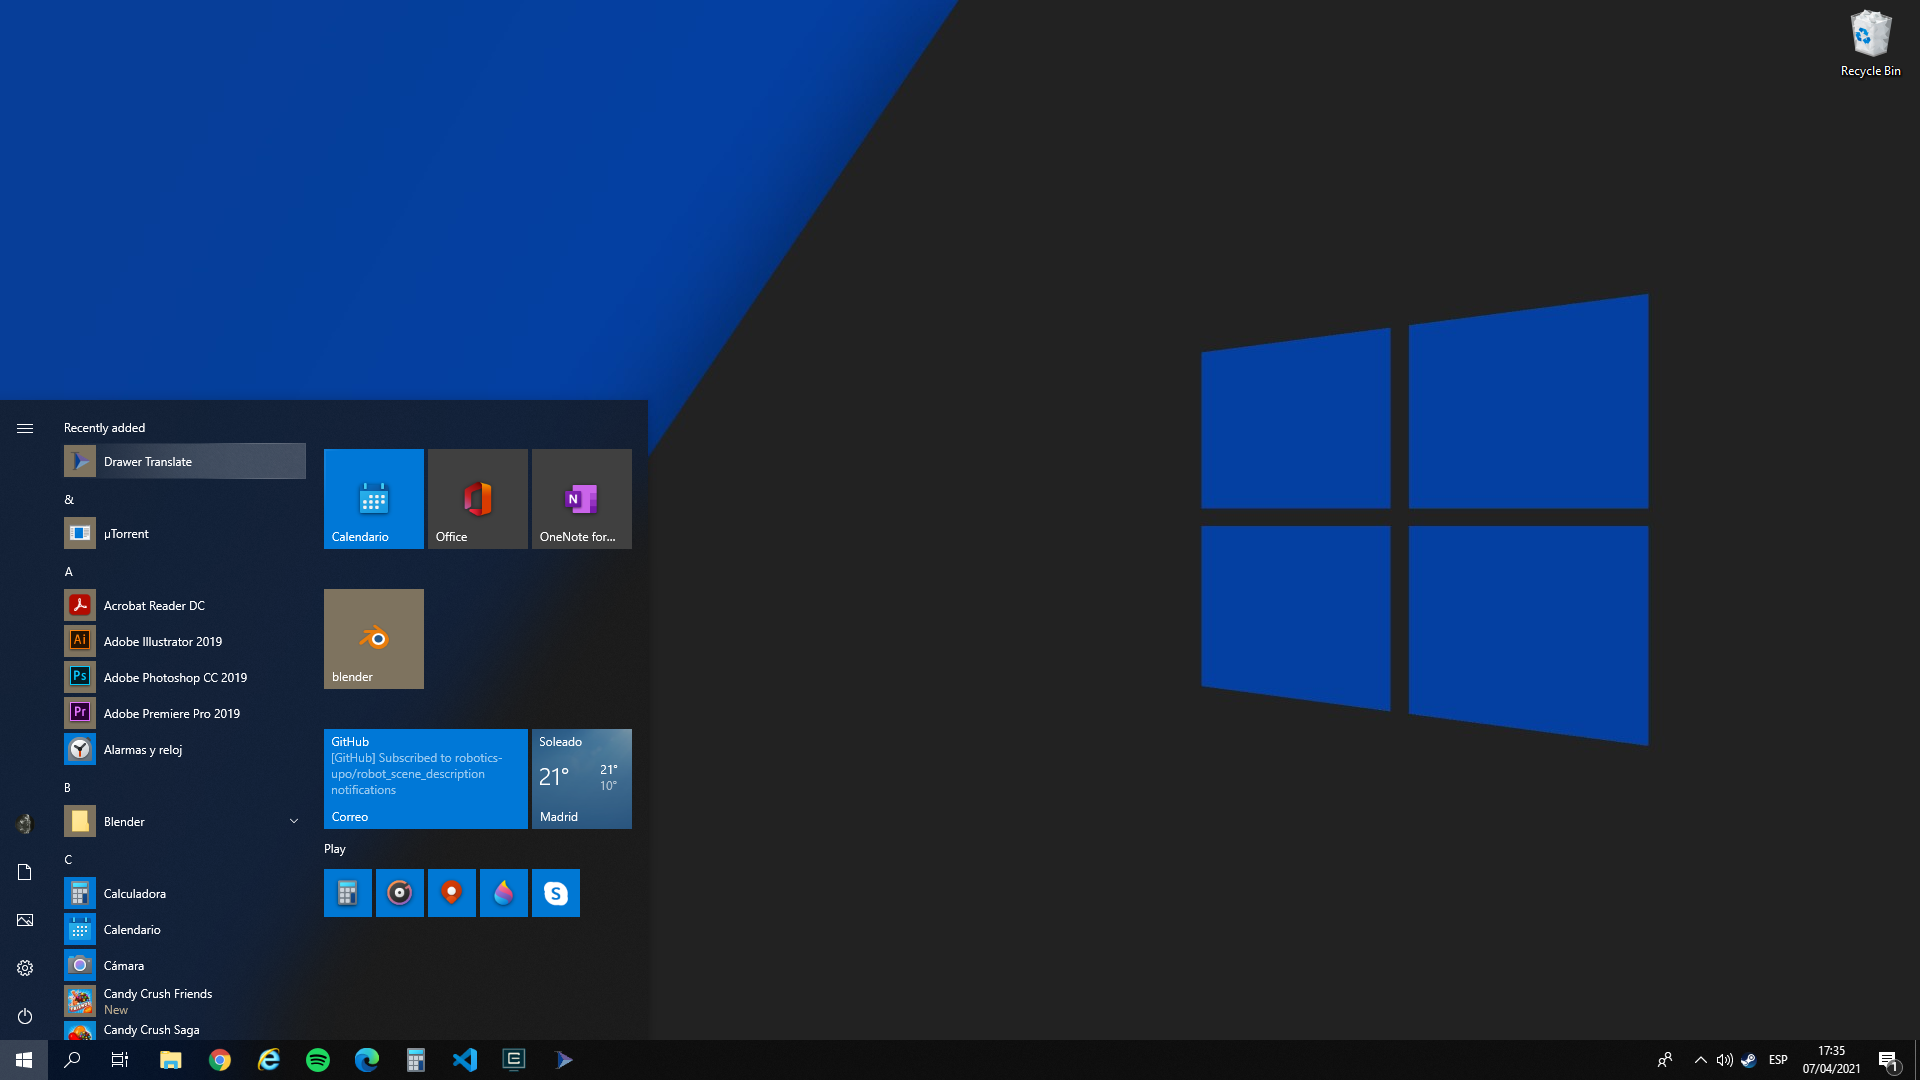 Recycle Bin
Recently added
Drawer Translate
&
µTorrent
A
Acrobat Reader DC
Ai
Adobe Illustrator 2019
Ps
Adobe Photoshop CC 2019
Pr
Adobe Premiere Pro 2019
Alarmas y reloj
B
Blender
C
Calculadora
Calendario
Cámara
Candy Crush Friends
New
Candy Crush Saga
Calendario
Office
N
OneNote for...
blender
GitHub
[GitHub] Subscribed to robotics-
upo/robot_scene_description
notifications
Correo
Soleado
21°
21°
10°
Madrid
Play
S
ESP
17:35
07/04/2021
1